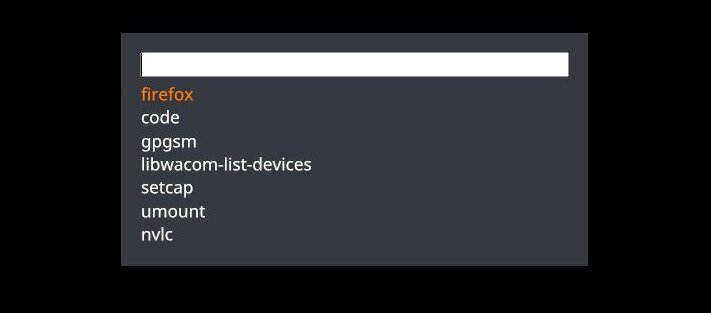 firefox
code
gpgsm
libwacom-list-devices
setcap
umount
nvlc